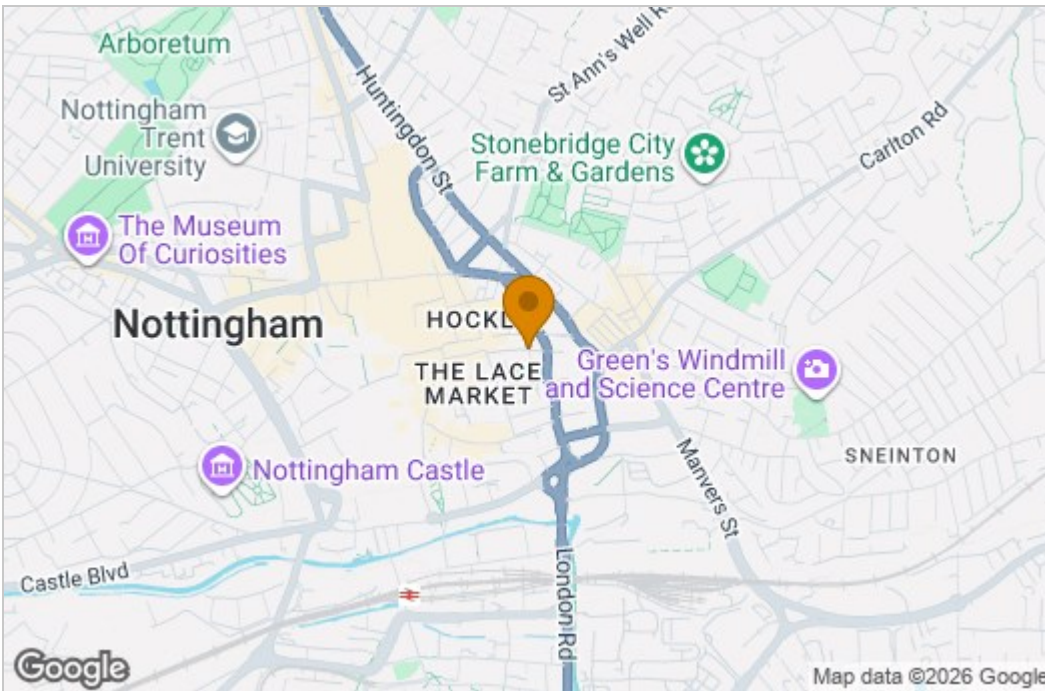 Arboretum
Huntingdon St
St Ann's Well
Nottingham
Trent
University
Stonebridge City
Farm & Gardens
Carlton Rd
The Museum
Of Curiosities
Nottingham
THE LACE
MARKET
Green's Windmill
and Science Centre
Nottingham Castle
Manvers St
SNEINTON
Castle Blvd
London Rd
Google
Map data ©2026 Google